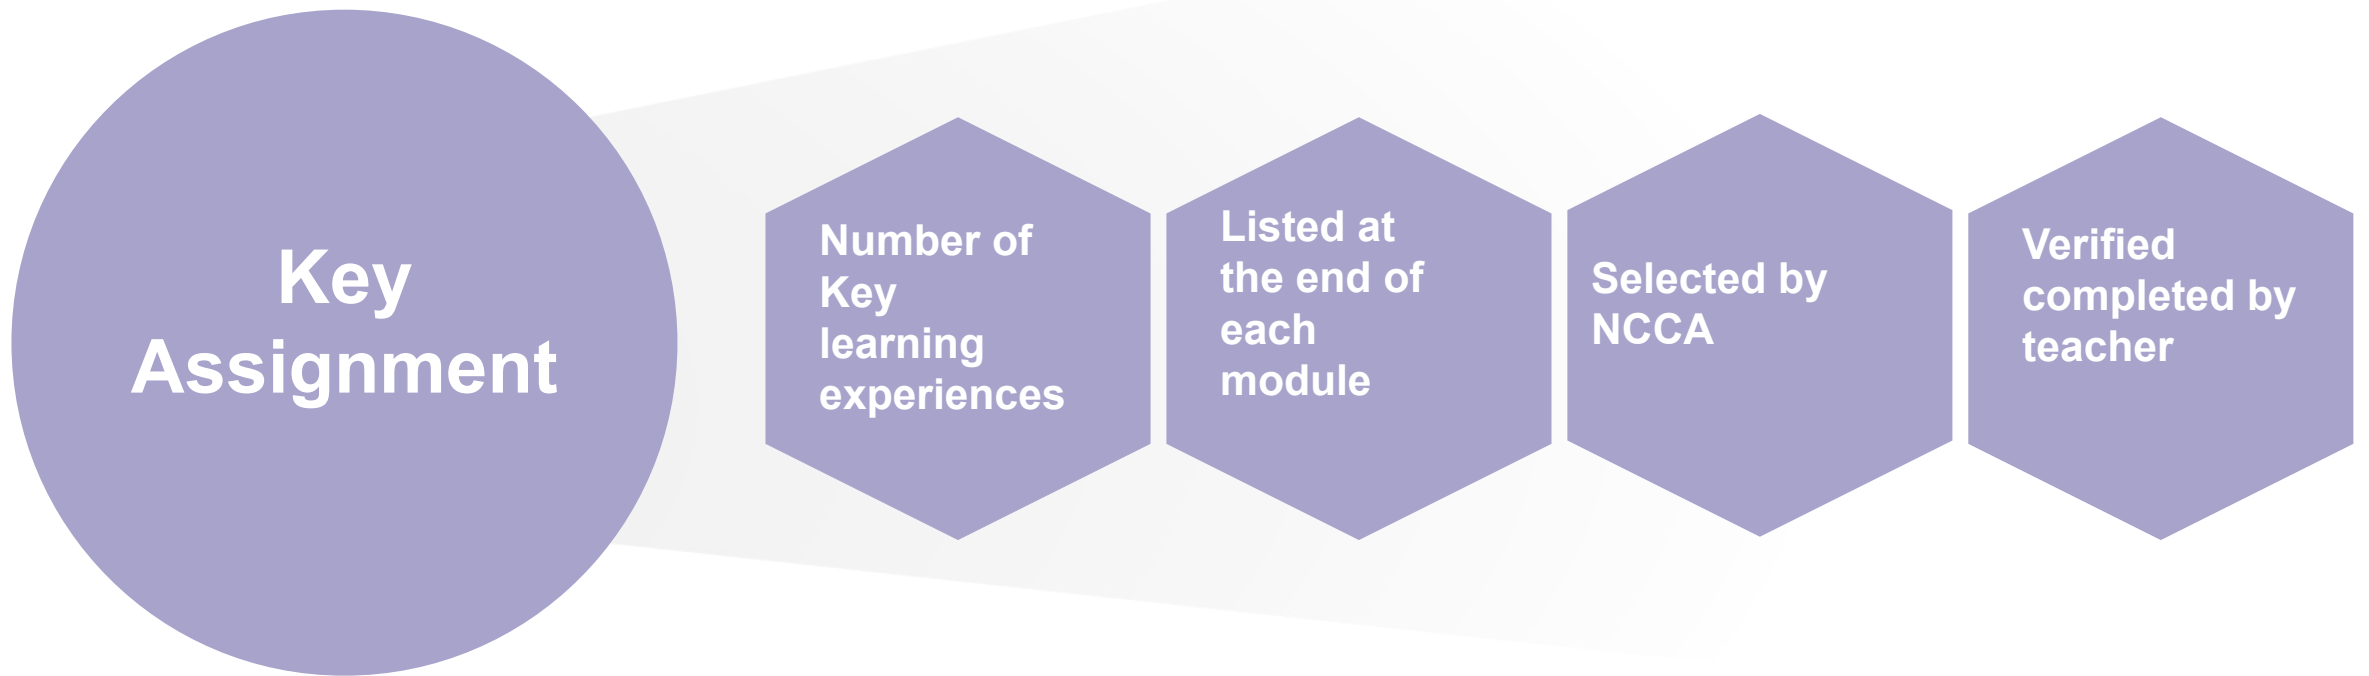 Key
Assignment
Number of
Key
learning
experiences
Listed at
the end of
each
module
Selected by
NCCA
Verified
completed by
teacher